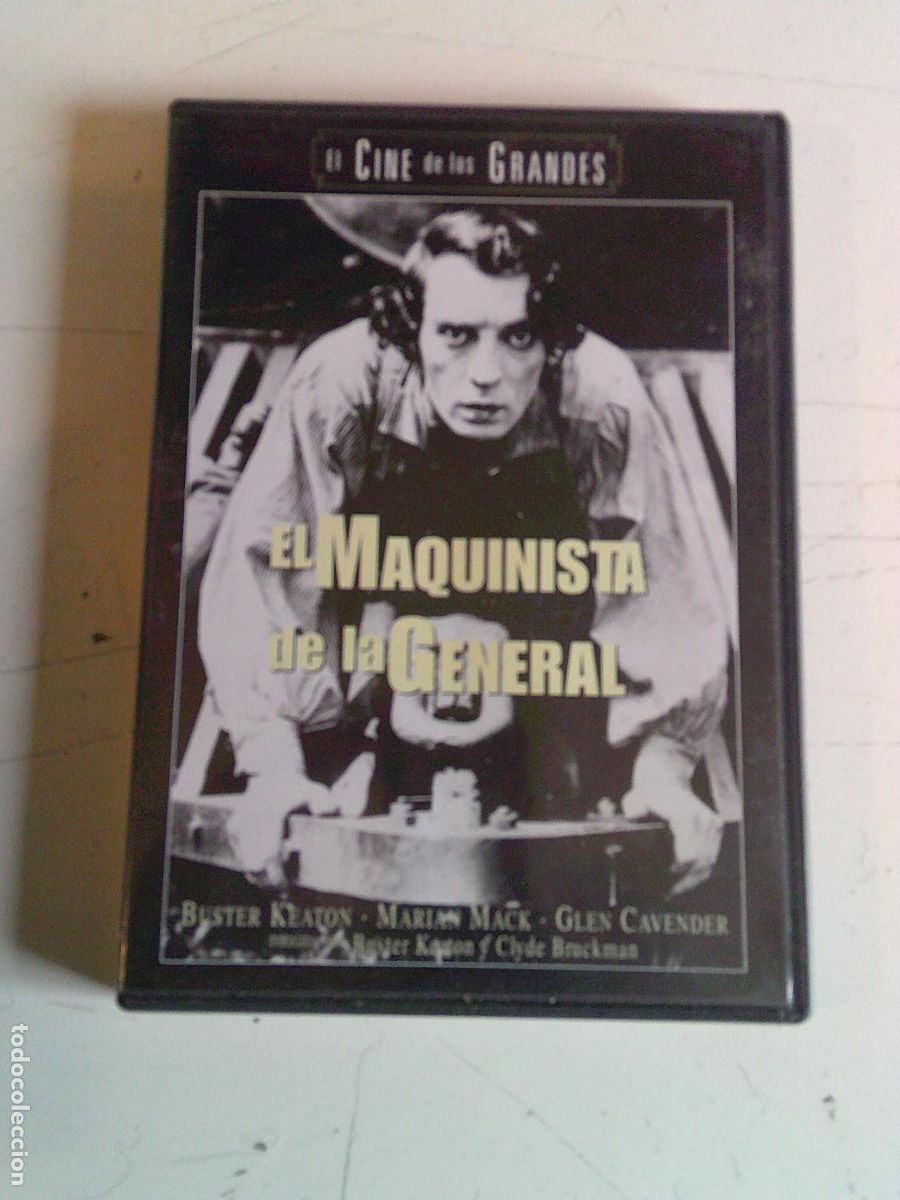 El CINE de los GRANDES
EL MAQUINISTA
de la GENERAL
BUSTER KEATON · MARIAN MACK · GLEN CAVENDER
Buster Keaton y Clyde Bruckman
todocoleccion